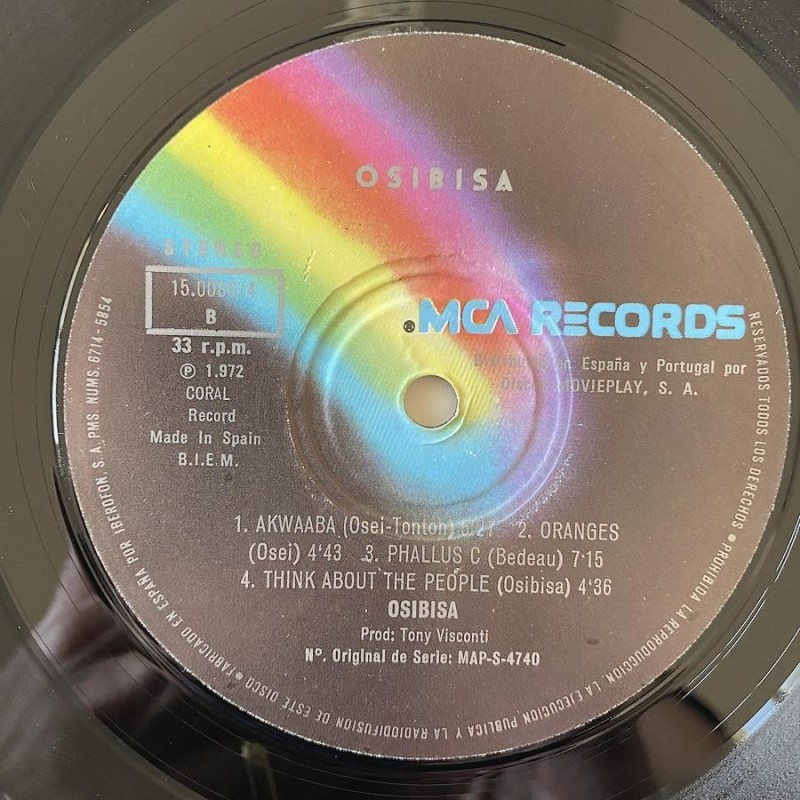 OSIBISA
STEREO
B
33 r.p.m.
℗ 1.972
CORAL
Record
Made In Spain
B.I.E.M.
MCA RECORDS
Distribuido en España y Portugal por
Discos MOVIEPLAY, S. A.
1. AKWAABA (Osei-Tontoh) 5'27 2. ORANGES
(Osei) 4'43 3. PHALLUS C (Bedeau) 7'15
4. THINK ABOUT THE PEOPLE (Osibisa) 4'36
OSIBISA
Prod: Tony Visconti
Nº. Original de Serie: MAP-S-4740
FABRICADO EN ESPAÑA POR IBEROFON, S. A. PMS. NUMS. 6714-5854
RESERVADOS TODOS LOS DERECHOS • PROHIBIDA LA REPRODUCCION, LA EJECUCION PUBLICA Y LA RADIODIFUSION DE ESTE DISCO •